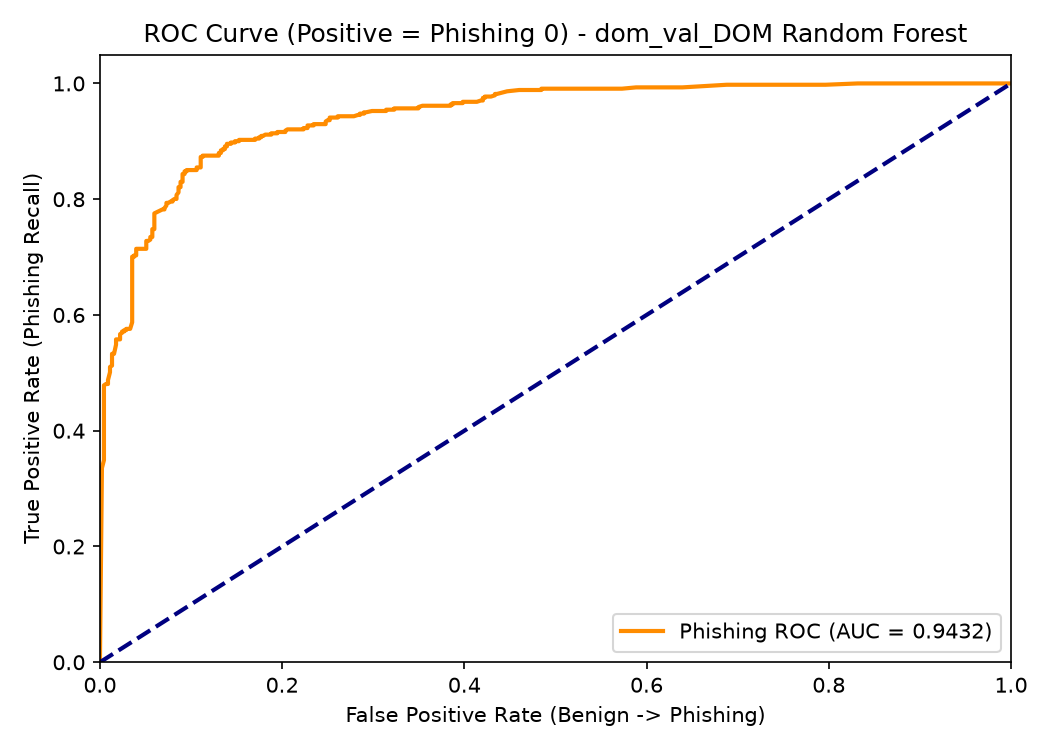 ROC Curve (Positive = Phishing 0) - dom_val_DOM Random Forest
True Positive Rate (Phishing Recall)
1.0
0.8
0.6
0.4
0.2
0.0
Phishing ROC (AUC = 0.9432)
0.0 0.2 0.4 0.6 0.8 1.0
False Positive Rate (Benign -> Phishing)